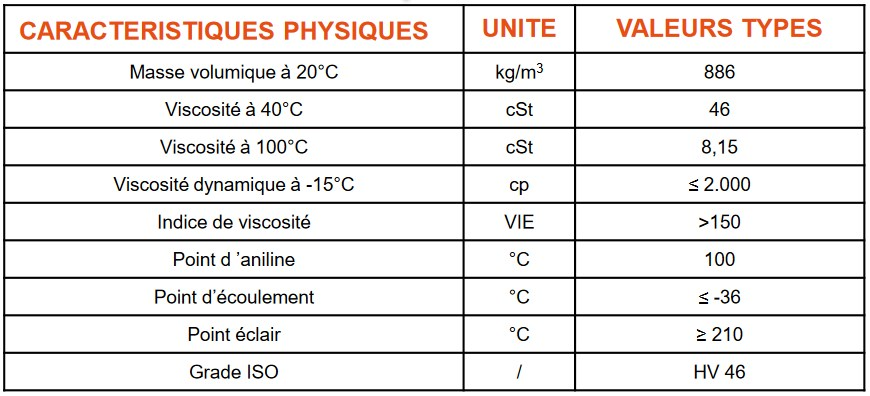 CARACTERISTIQUES PHYSIQUES UNITE VALEURS TYPES
Masse volumique à 20°C kg/m³ 886
Viscosité à 40°C cSt 46
Viscosité à 100°C cSt 8,15
Viscosité dynamique à -15°C cp ≤ 2.000
Indice de viscosité VIE >150
Point d ’aniline °C 100
Point d’écoulement °C ≤ -36
Point éclair °C ≥ 210
Grade ISO / HV 46